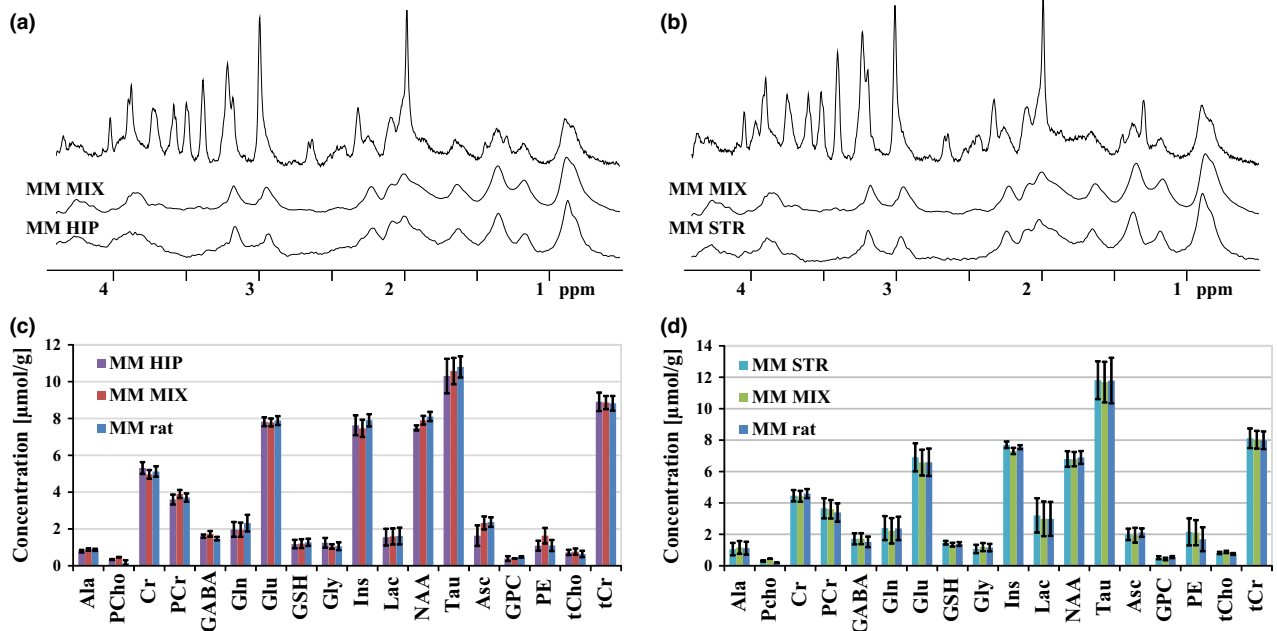 (a)
MM MIX
MM HIP
4 3 2 1 ppm
(b)
MM MIX
MM STR
4 3 2 1 ppm
(c)
Concentration [µmol/g]
12
10
8
6
4
2
0
MM HIP
MM MIX
MM rat
Ala PCho Cr PCr GABA Gln Glu GSH Gly Ins Lac NAA Tau Asc GPC PE tCho tCr
(d)
Concentration [µmol/g]
14
12
10
8
6
4
2
0
MM STR
MM MIX
MM rat
Ala Pcho Cr PCr GABA Gln Glu GSH Gly Ins Lac NAA Tau Asc GPC PE tCho tCr